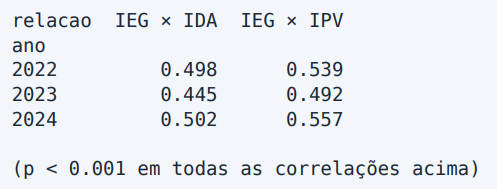 relacao  IEG × IDA  IEG × IPV
ano
2022         0.498      0.539
2023         0.445      0.492
2024         0.502      0.557
(p < 0.001 em todas as correlações acima)